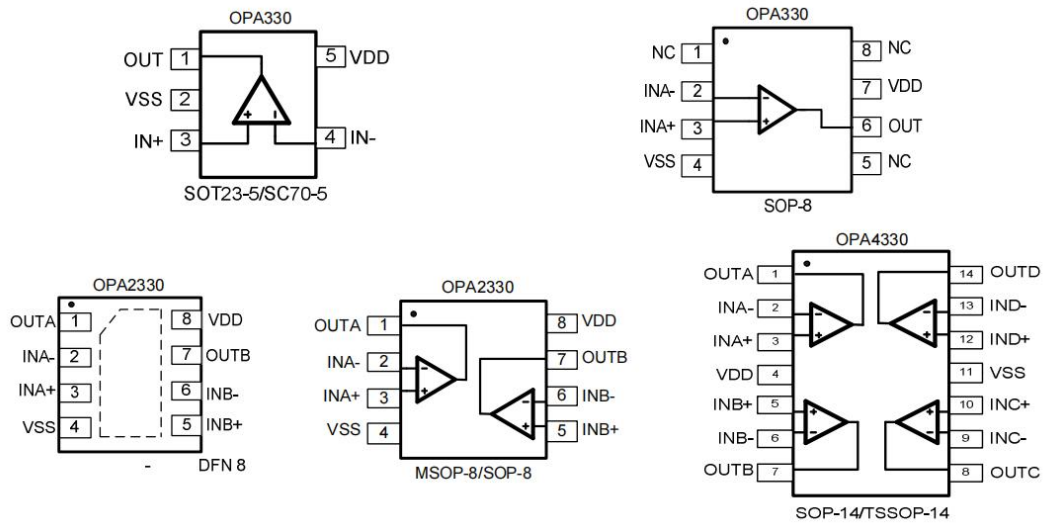 OPA330
OUT 1 5 VDD
VSS 2
IN+ 3 4 IN-
+ -
SOT23-5/SC70-5
OPA330
NC 1 8 NC
INA- 2 7 VDD
INA+ 3 6 OUT
VSS 4 5 NC
-
+
SOP-8
OPA2330
OUTA 1 8 VDD
INA- 2 7 OUTB
INA+ 3 6 INB-
VSS 4 5 INB+
- DFN 8
OPA2330
OUTA 1 8 VDD
INA- 2 7 OUTB
INA+ 3 6 INB-
VSS 4 5 INB+
- +
- +
MSOP-8/SOP-8
OPA4330
OUTA 1 14 OUTD
INA- 2 - - 13 IND-
INA+ 3 + + 12 IND+
VDD 4 11 VSS
INB+ 5 + + 10 INC+
INB- 6 - - 9 INC-
OUTB 7 8 OUTC
SOP-14/TSSOP-14